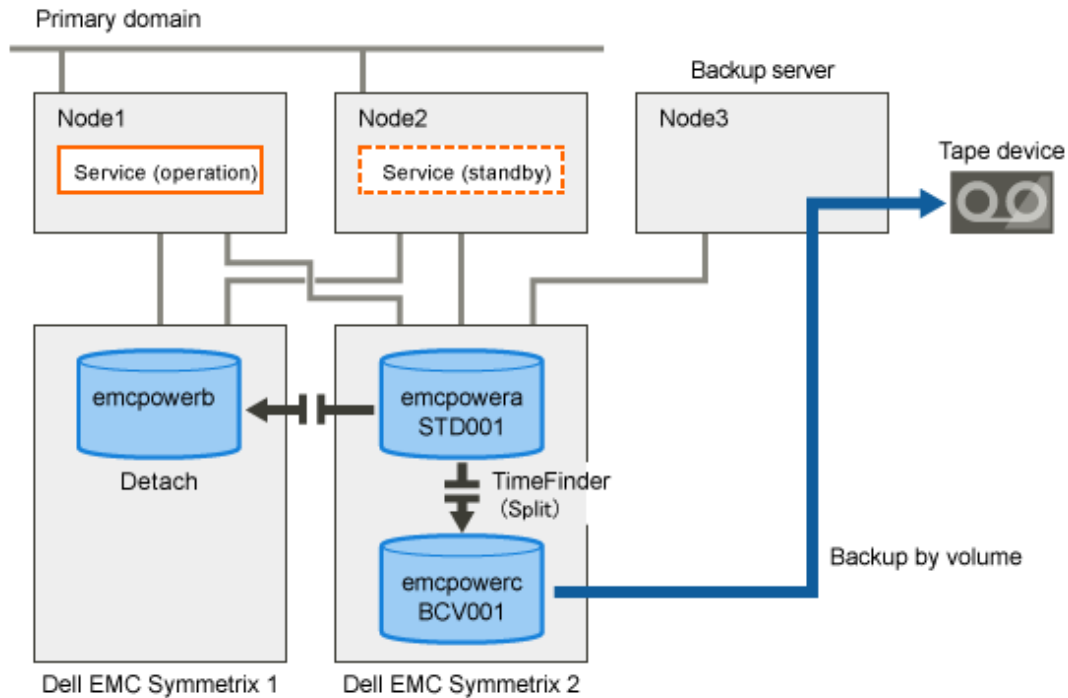 Primary domain
Backup server
Node1
Node2
Node3
Service (operation)
Service (standby)
Tape device
emcpowerb
emcpowera
STD001
Detach
TimeFinder
(Split)
emcpowerc
BCV001
Backup by volume
Dell EMC Symmetrix 1
Dell EMC Symmetrix 2